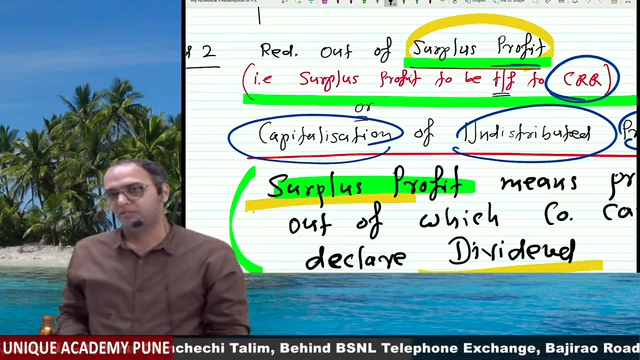 2 Red. out of Surplus Profit
(i.e Surplus Profit to be t/f to CRR)
or
Capitalisation of Undistributed
Surplus Profit means
out of which Co.
declare Dividend
UNIQUE ACADEMY PUNE chechi Talim, Behind BSNL Telephone Exchange, Bajirao Road